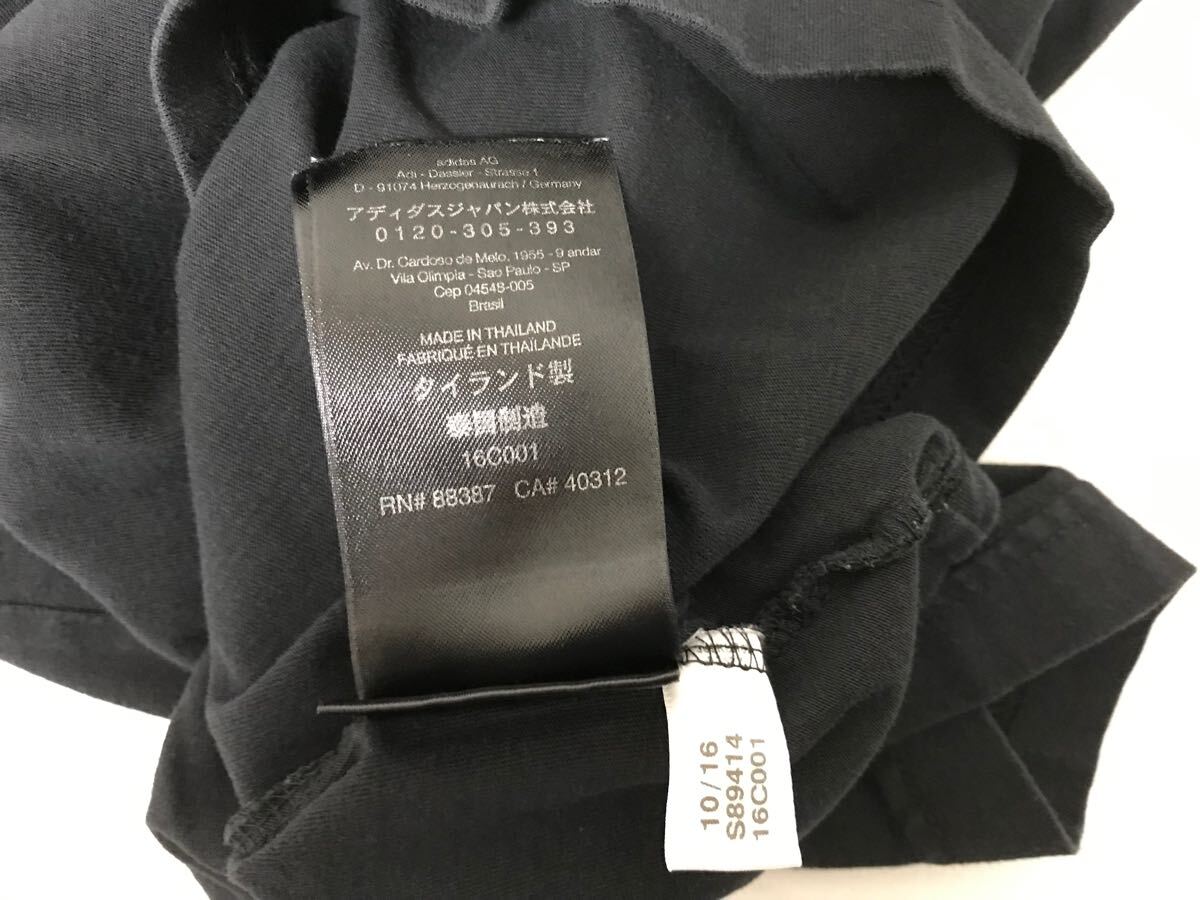 adidas AG
Adi - Dassler - Strasse 1
D - 91074 Herzogenaurach / Germany
アディダスジャパン株式会社
0120-305-393
Av. Dr. Cardoso de Melo, 1955 - 9 andar
Vila Olimpia - Sao Paulo - SP
Cep 04548-005
Brasil
MADE IN THAILAND
FABRIQUÉ EN THAILANDE
タイランド製
泰國製造
16C001
RN# 88387 CA# 40312
10/16
S89414
16C001